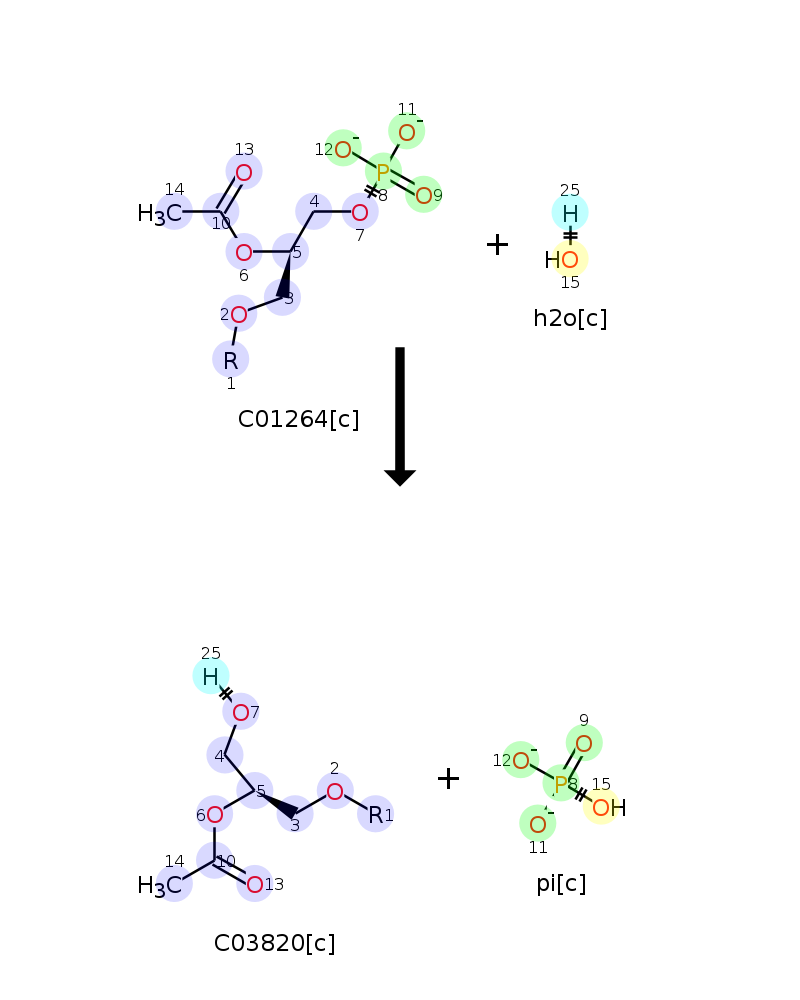 11
12 O- O-
13
14 O P
25
H3C 10 4 O 8 O 9
H
7
O 5 + HO
6
15
2 O 3
h2o[c]
R
1
C01264[c]
25
H
O 7
9
4 12 O- O
2
5 O + P 8 15
6 O 3 R 1 OH
O-
11
14 10
H3C O 13 pi[c]
C03820[c]